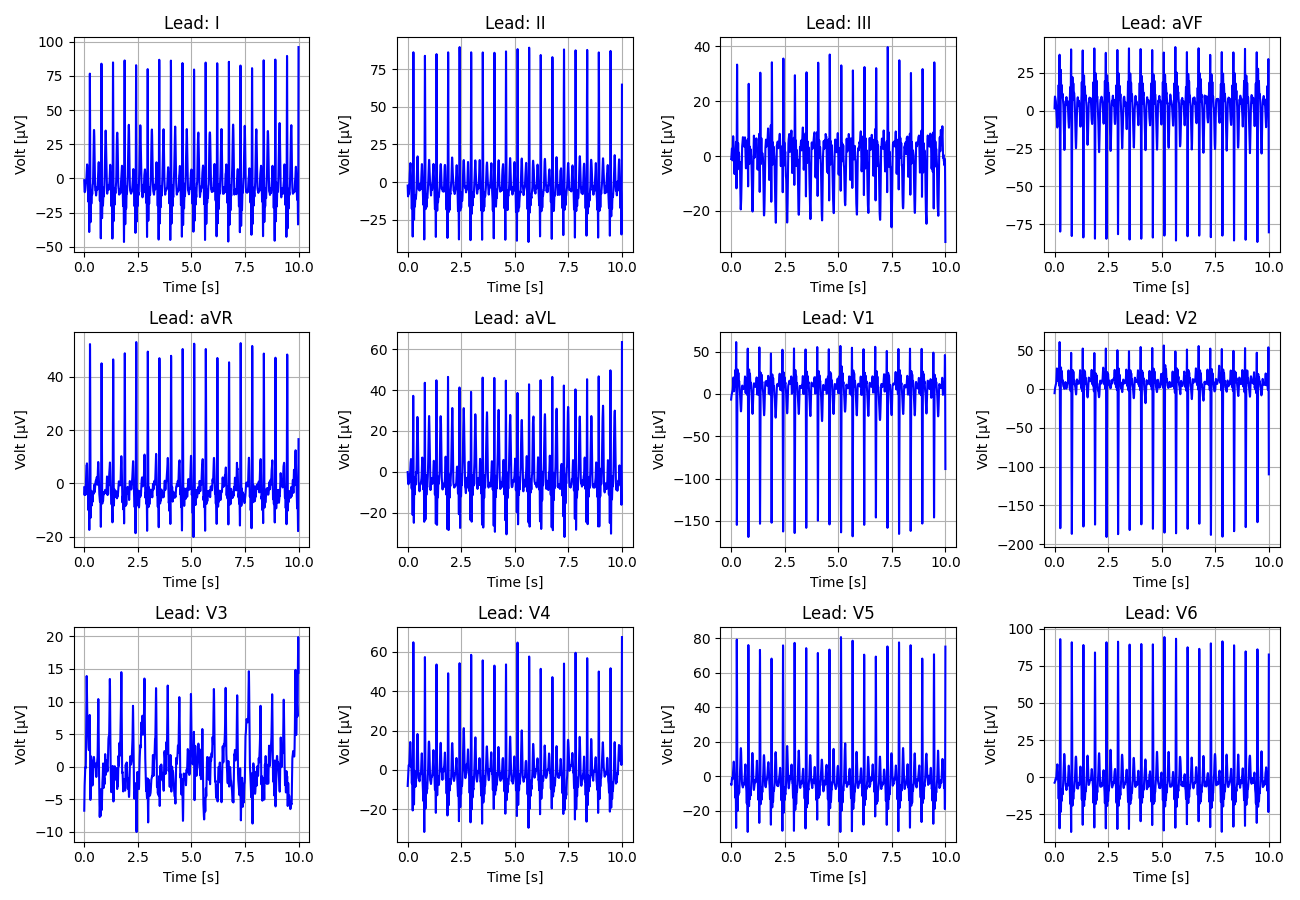 Lead: I
Volt [µV]
100
75
50
25
0
−25
−50
0.0 2.5 5.0 7.5 10.0
Time [s]
Lead: II
Volt [µV]
75
50
25
0
−25
0.0 2.5 5.0 7.5 10.0
Time [s]
Lead: III
Volt [µV]
40
20
0
−20
0.0 2.5 5.0 7.5 10.0
Time [s]
Lead: aVF
Volt [µV]
25
0
−25
−50
−75
0.0 2.5 5.0 7.5 10.0
Time [s]
Lead: aVR
Volt [µV]
40
20
0
−20
0.0 2.5 5.0 7.5 10.0
Time [s]
Lead: aVL
Volt [µV]
60
40
20
0
−20
0.0 2.5 5.0 7.5 10.0
Time [s]
Lead: V1
Volt [µV]
50
0
−50
−100
−150
0.0 2.5 5.0 7.5 10.0
Time [s]
Lead: V2
Volt [µV]
50
0
−50
−100
−150
−200
0.0 2.5 5.0 7.5 10.0
Time [s]
Lead: V3
Volt [µV]
20
15
10
5
0
−5
−10
0.0 2.5 5.0 7.5 10.0
Time [s]
Lead: V4
Volt [µV]
60
40
20
0
−20
0.0 2.5 5.0 7.5 10.0
Time [s]
Lead: V5
Volt [µV]
80
60
40
20
0
−20
0.0 2.5 5.0 7.5 10.0
Time [s]
Lead: V6
Volt [µV]
100
75
50
25
0
−25
0.0 2.5 5.0 7.5 10.0
Time [s]